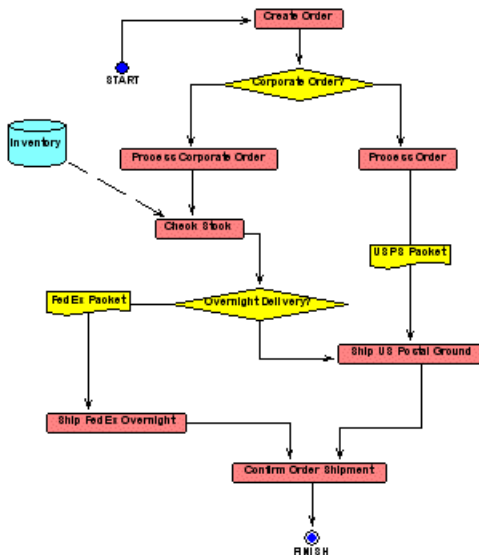 Create Order
START
Corporate Order?
Inventory
Process Corporate Order
Process Order
Check Stock
USPS Packet
FedEx Packet
Overnight Delivery?
Ship US Postal Ground
Ship FedEx Overnight
Confirm Order Shipment
FINISH